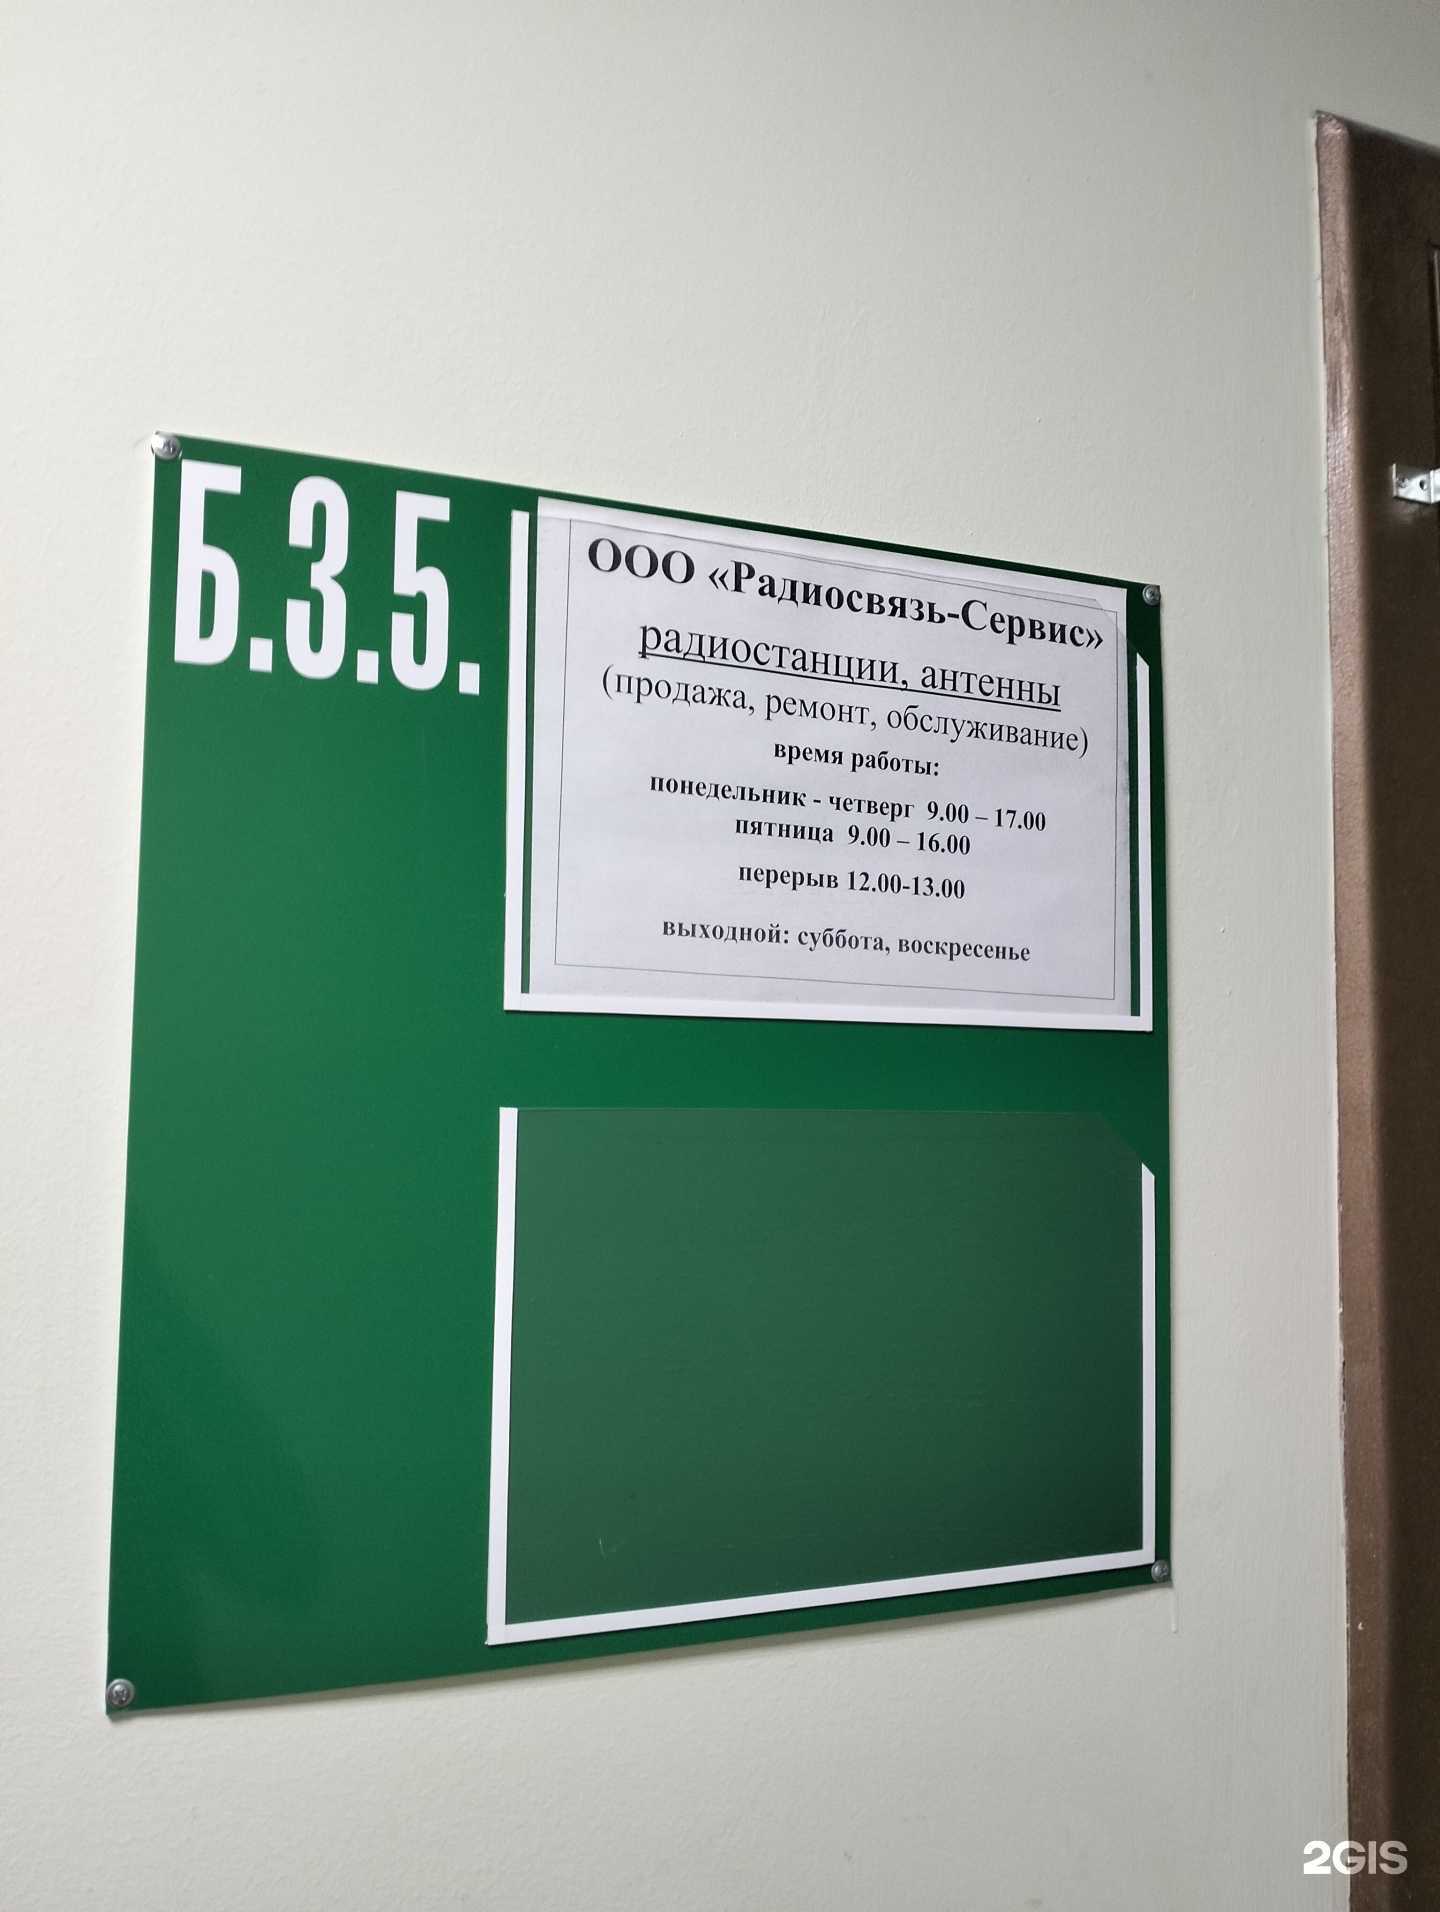 Б.3.5.
ООО «Радиосвязь-Сервис»
радиостанции, антенны
(продажа, ремонт, обслуживание)
время работы:
понедельник - четверг 9.00 – 17.00
пятница 9.00 – 16.00
перерыв 12.00-13.00
выходной: суббота, воскресенье
2GIS